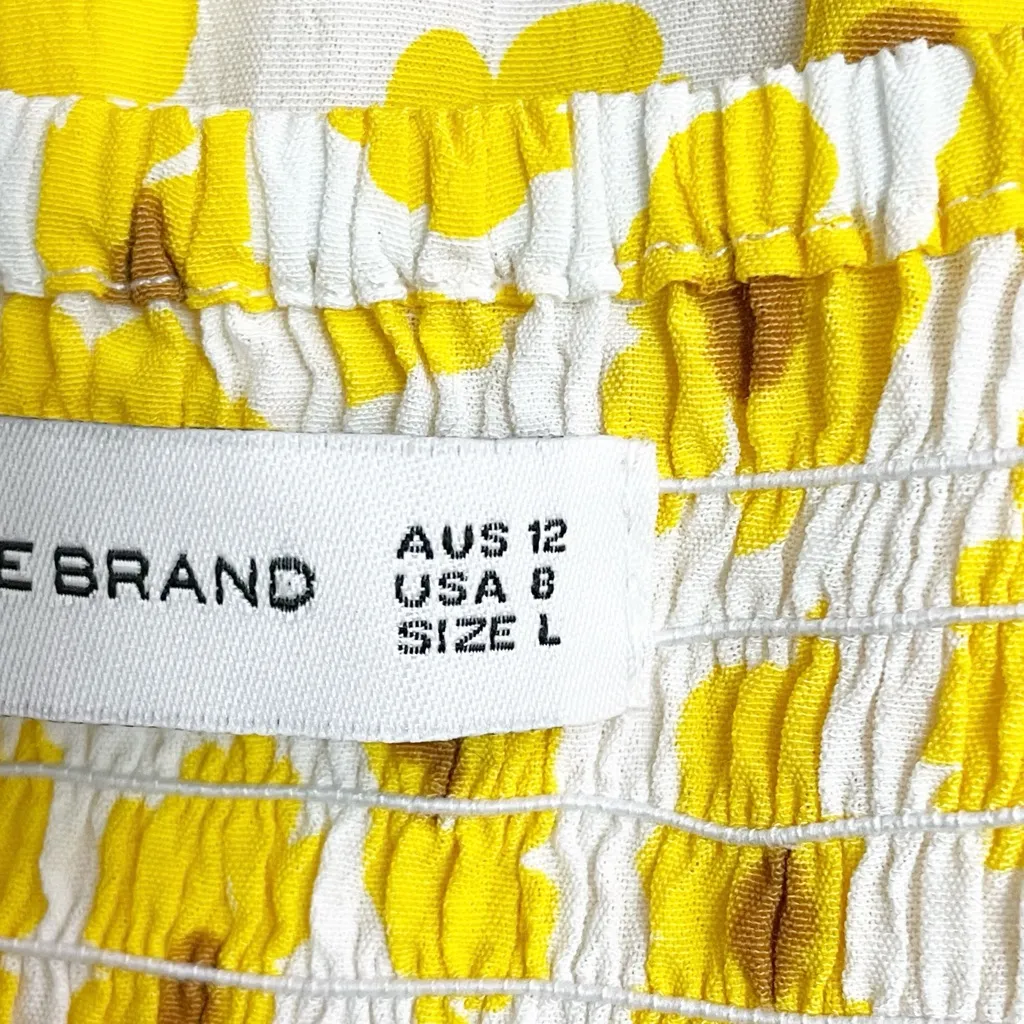 E BRAND
AUS 12
USA 8
SIZE L